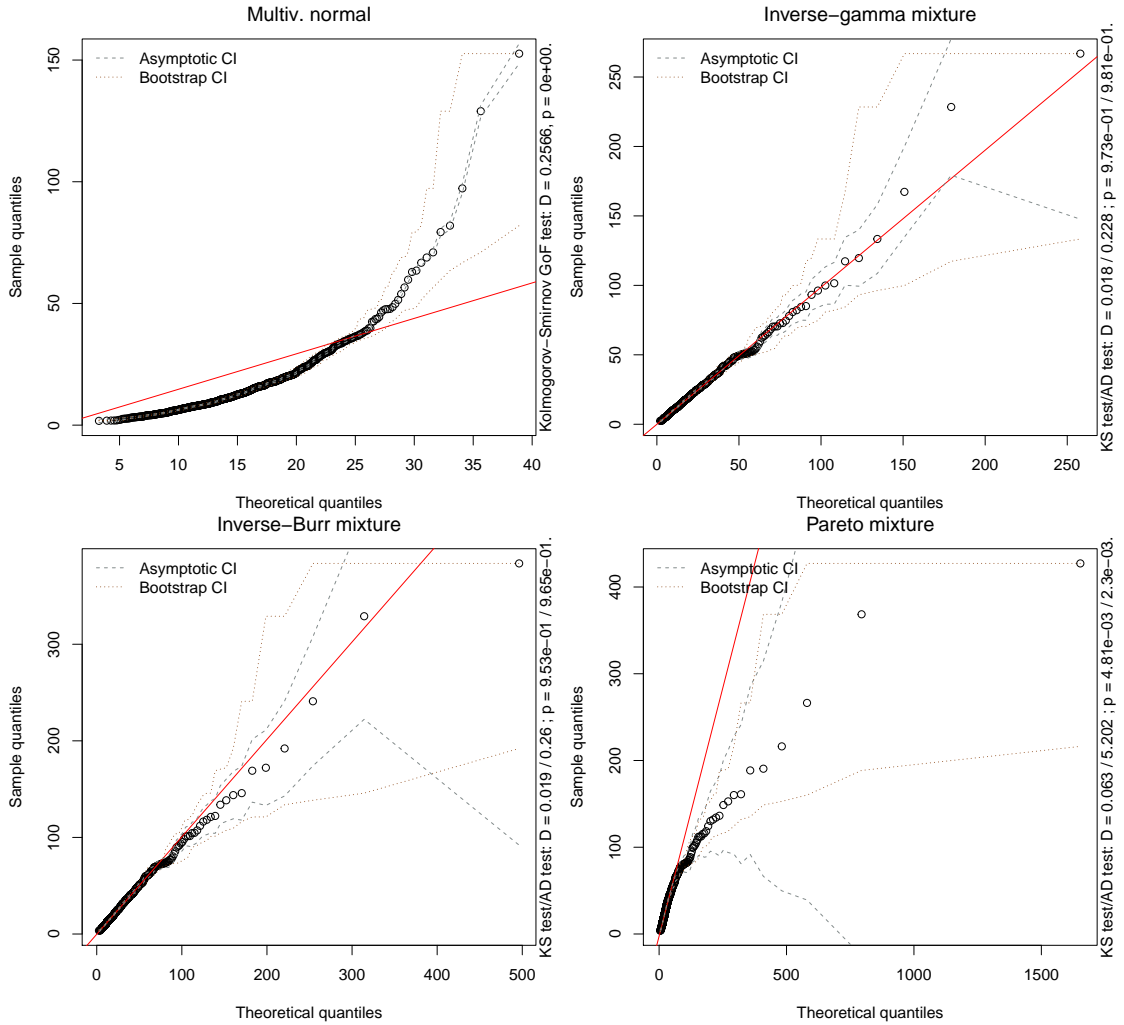 Multiv. normal
Asymptotic CI
Bootstrap CI
Sample quantiles
0
50
100
150
5
10
15
20
25
30
35
40
Theoretical quantiles
Kolmogorov−Smirnov GoF test: D = 0.2566, p = 0e+00.
Inverse−gamma mixture
Asymptotic CI
Bootstrap CI
Sample quantiles
0
50
100
150
200
250
0
50
100
150
200
250
Theoretical quantiles
KS test/AD test: D = 0.018 / 0.228 ; p = 9.73e−01 / 9.81e−01.
Inverse−Burr mixture
Asymptotic CI
Bootstrap CI
Sample quantiles
0
100
200
300
0
100
200
300
400
500
Theoretical quantiles
KS test/AD test: D = 0.019 / 0.26 ; p = 9.53e−01 / 9.65e−01.
Pareto mixture
Asymptotic CI
Bootstrap CI
Sample quantiles
0
100
200
300
400
0
500
1000
1500
Theoretical quantiles
KS test/AD test: D = 0.063 / 5.202 ; p = 4.81e−03 / 2.3e−03.